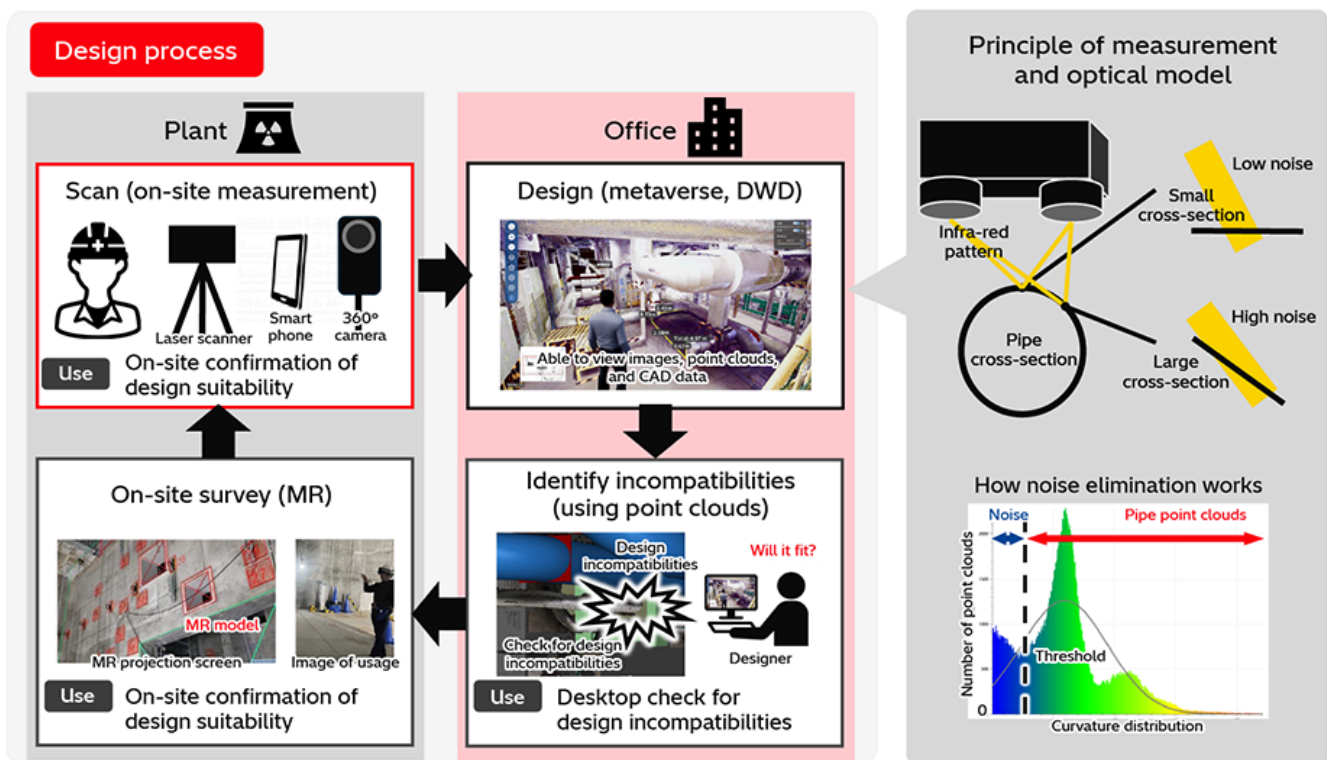 Design process
Plant
Scan (on-site measurement)
Laser scanner
Smart
phone
360º
camera
Use
On-site confirmation of
design suitability
On-site survey (MR)
MR model
MR projection screen
Image of usage
Use
On-site confirmation of
design suitability
Office
Design (metaverse, DWD)
Able to view images, point clouds,
and CAD data
Identify incompatibilities
(using point clouds)
Design
incompatibilities
Check for design
incompatibilities
Will it fit?
Designer
Use
Desktop check for
design incompatibilities
Principle of measurement
and optical model
Infra-red
pattern
Small
cross-section
Low noise
Pipe
cross-section
Large
cross-section
High noise
How noise elimination works
Noise
Pipe point clouds
Number of point clouds
Threshold
0
Curvature distribution